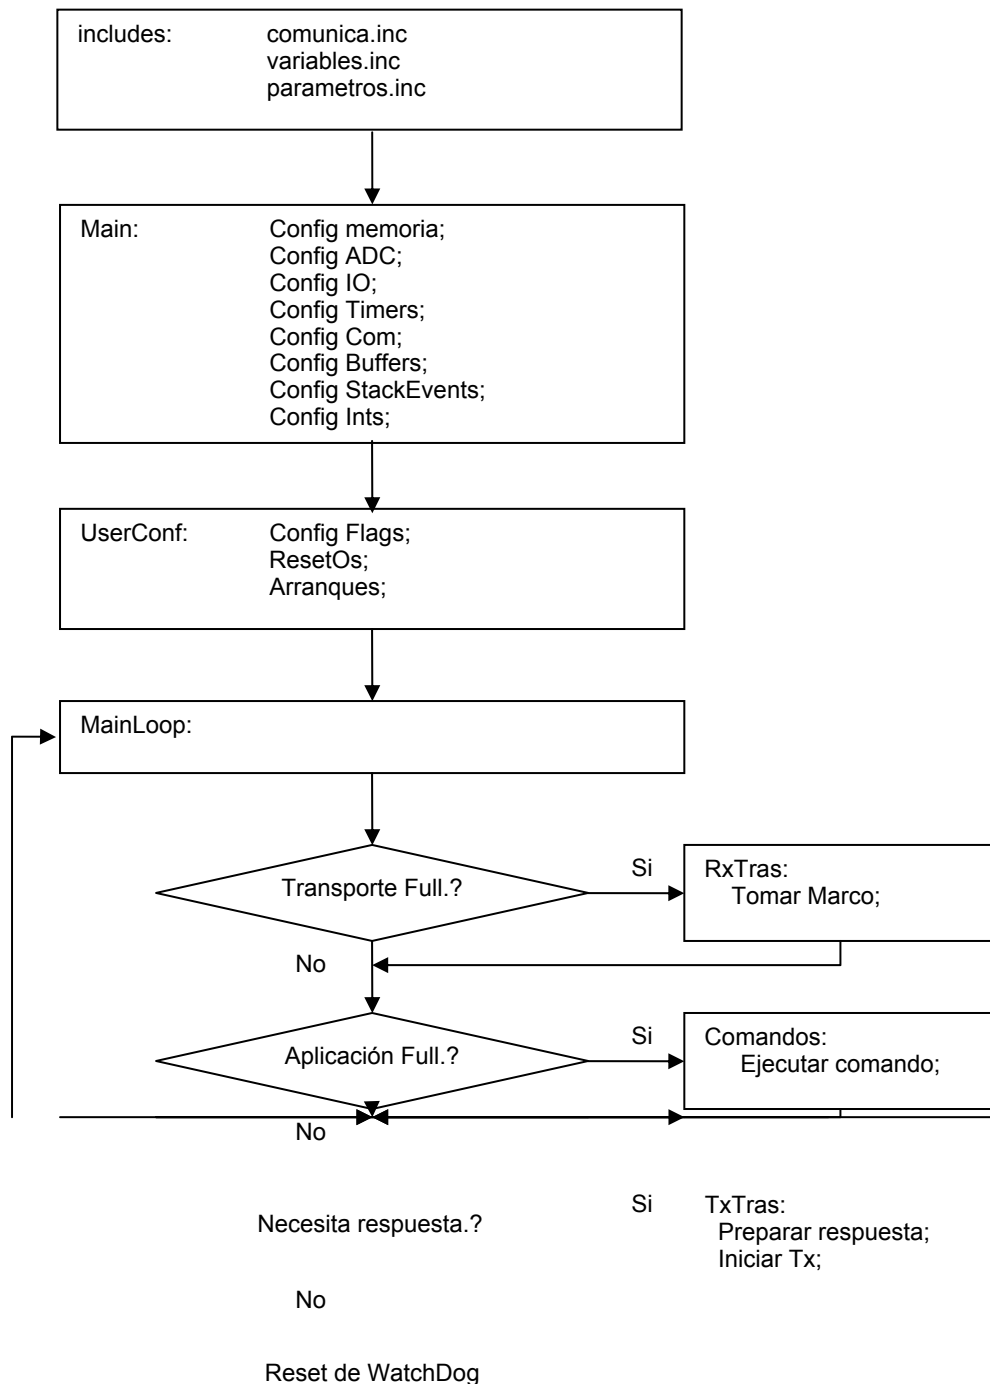 includes: comunica.inc
variables.inc
parametros.inc
Main: Config memoria;
Config ADC;
Config IO;
Config Timers;
Config Com;
Config Buffers;
Config StackEvents;
Config Ints;
UserConf: Config Flags;
ResetOs;
Arranques;
MainLoop:
Transporte Full.?
Si
RxTras:
Tomar Marco;
No
Aplicación Full.?
Si
Comandos:
Ejecutar comando;
No
Necesita respuesta.?
Si
TxTras:
Preparar respuesta;
Iniciar Tx;
No
Reset de WatchDog